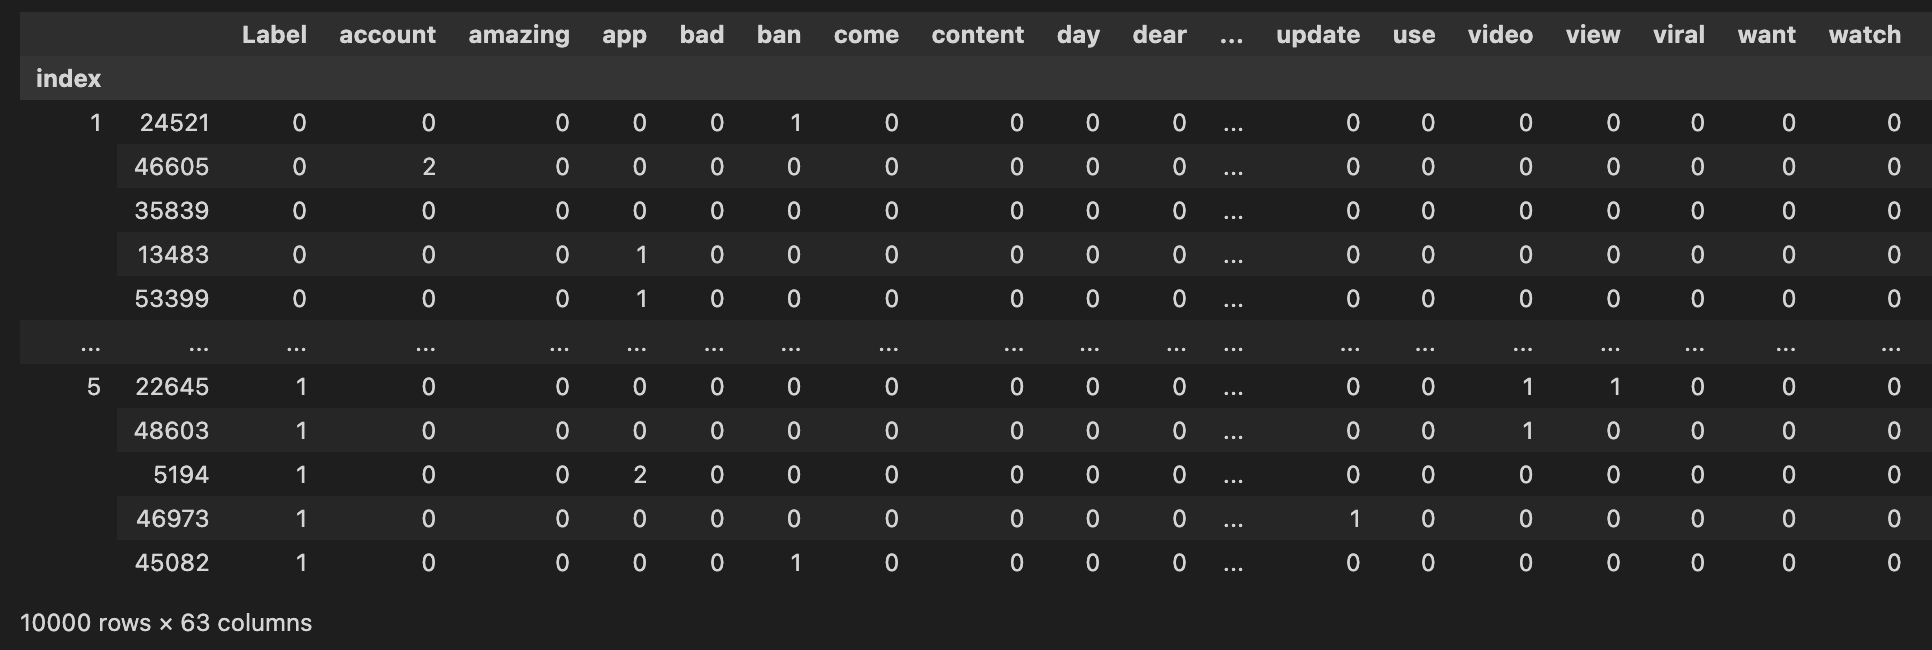 Label account amazing app bad ban come content day dear ... update use video view viral want watch
index
1 24521 0 0 0 0 0 1 0 0 0 0 ... 0 0 0 0 0 0 0
46605 0 2 0 0 0 0 0 0 0 0 ... 0 0 0 0 0 0 0
35839 0 0 0 0 0 0 0 0 0 0 ... 0 0 0 0 0 0 0
13483 0 0 0 1 0 0 0 0 0 0 ... 0 0 0 0 0 0 0
53399 0 0 0 1 0 0 0 0 0 0 ... 0 0 0 0 0 0 0
... ... ... ... ... ... ... ... ... ... ... ... ... ... ... ... ... ... ... ...
5 22645 1 0 0 0 0 0 0 0 0 0 ... 0 0 1 1 0 0 0
48603 1 0 0 0 0 0 0 0 0 0 ... 0 0 1 0 0 0 0
5194 1 0 0 2 0 0 0 0 0 0 ... 0 0 0 0 0 0 0
46973 1 0 0 0 0 0 0 0 0 0 ... 1 0 0 0 0 0 0
45082 1 0 0 0 0 1 0 0 0 0 ... 0 0 0 0 0 0 0
10000 rows × 63 columns